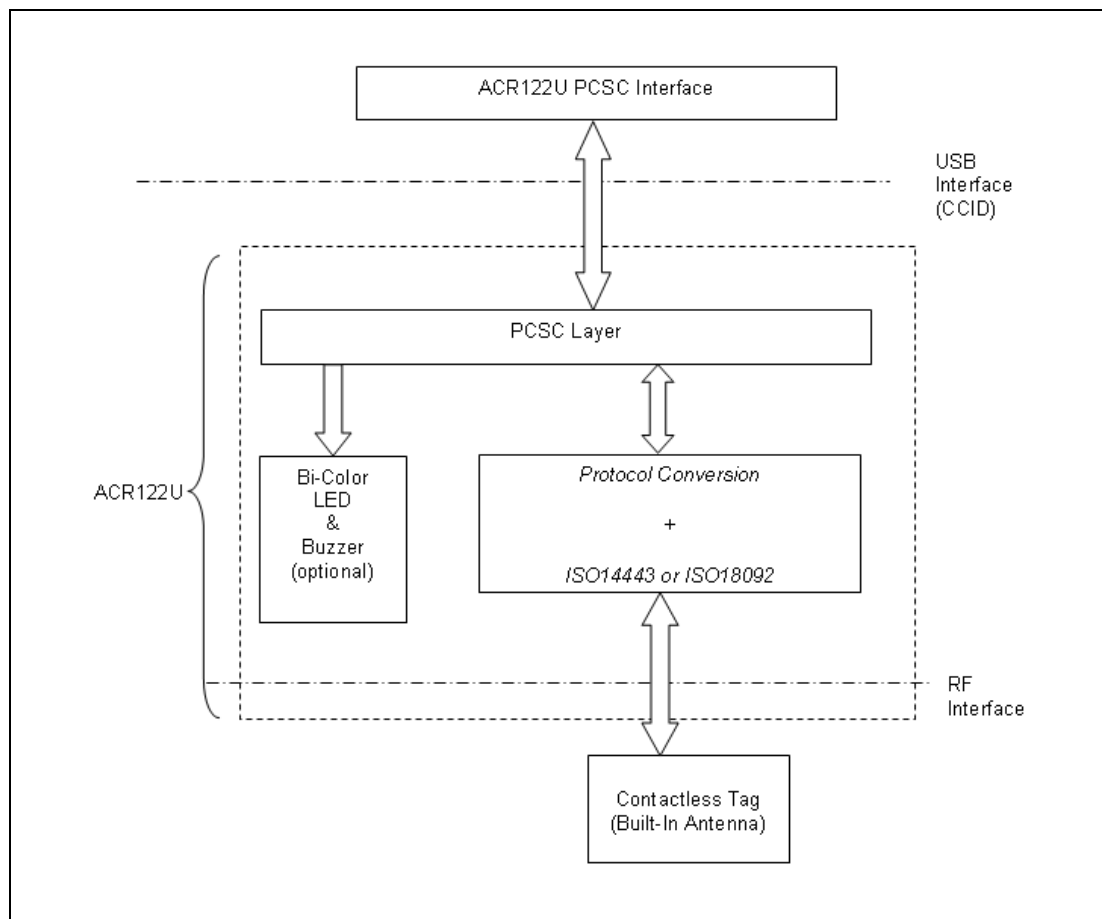 ACR122U PCSC Interface
USB
Interface
(CCID)
PCSC Layer
Bi-Color
LED
&
Buzzer
(optional)
Protocol Conversion
+
ISO14443 or ISO18092
ACR122U
RF
Interface
Contactless Tag
(Built-In Antenna)